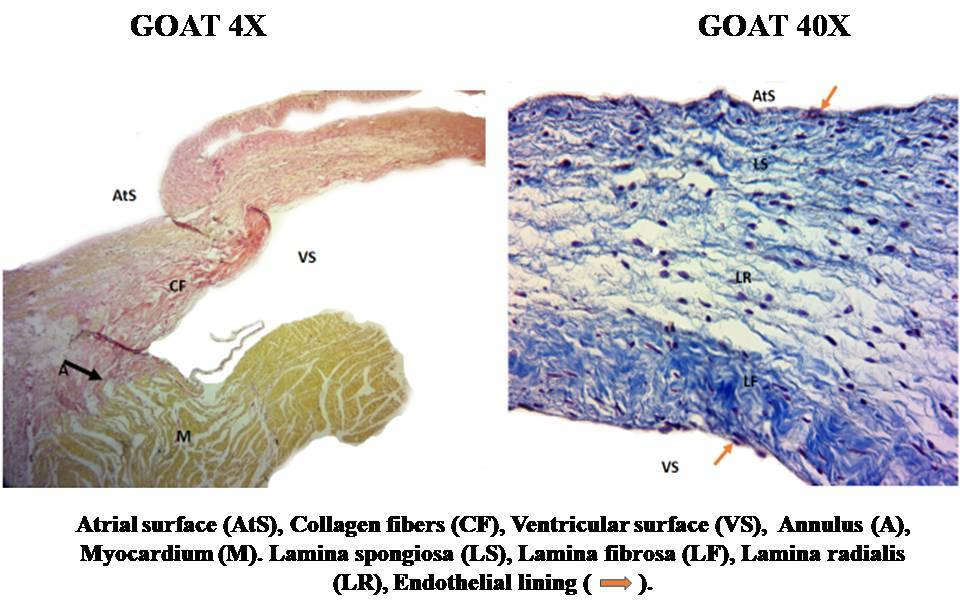 GOAT 4X
GOAT 40X
AtS
VS
CF
A
M
AtS
LS
LR
LF
VS
Atrial surface (AtS), Collagen fibers (CF), Ventricular surface (VS), Annulus (A),
Myocardium (M). Lamina spongiosa (LS), Lamina fibrosa (LF), Lamina radialis
(LR), Endothelial lining ( ).